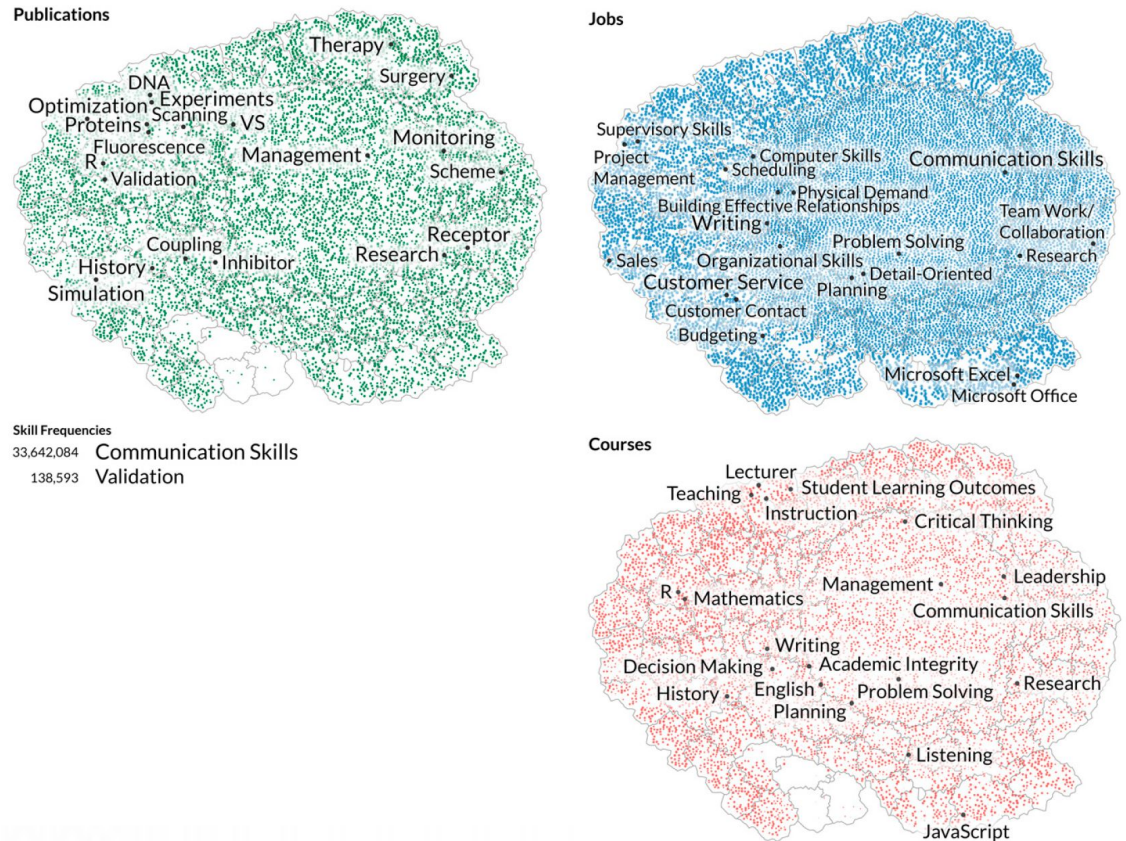 Publications
Therapy
Surgery
DNA
Optimization
Experiments
Scanning
Proteins
VS
Fluorescence
Monitoring
R
Management
Validation
Scheme
Coupling
Receptor
History
Inhibitor
Research
Simulation
Jobs
Supervisory Skills
Project
Management
Computer Skills
Scheduling
Communication Skills
Physical Demand
Building Effective Relationships
Writing
Team Work/
Collaboration
Problem Solving
Sales
Organizational Skills
Research
Customer Service
Detail-Oriented
Planning
Customer Contact
Budgeting
Microsoft Excel
Microsoft Office
Skill Frequencies
33,642,084 Communication Skills
138,593 Validation
Courses
Lecturer
Teaching
Student Learning Outcomes
Instruction
Critical Thinking
Management
Leadership
R
Mathematics
Communication Skills
Writing
Decision Making
Academic Integrity
History
English
Problem Solving
Research
Planning
Listening
JavaScript